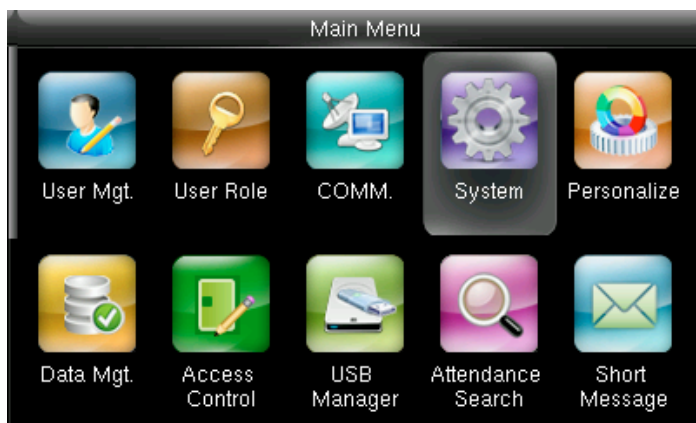 Main Menu
User Mgt. User Role COMM. System Personalize
Data Mgt. Access Control USB Manager Attendance Search Short Message